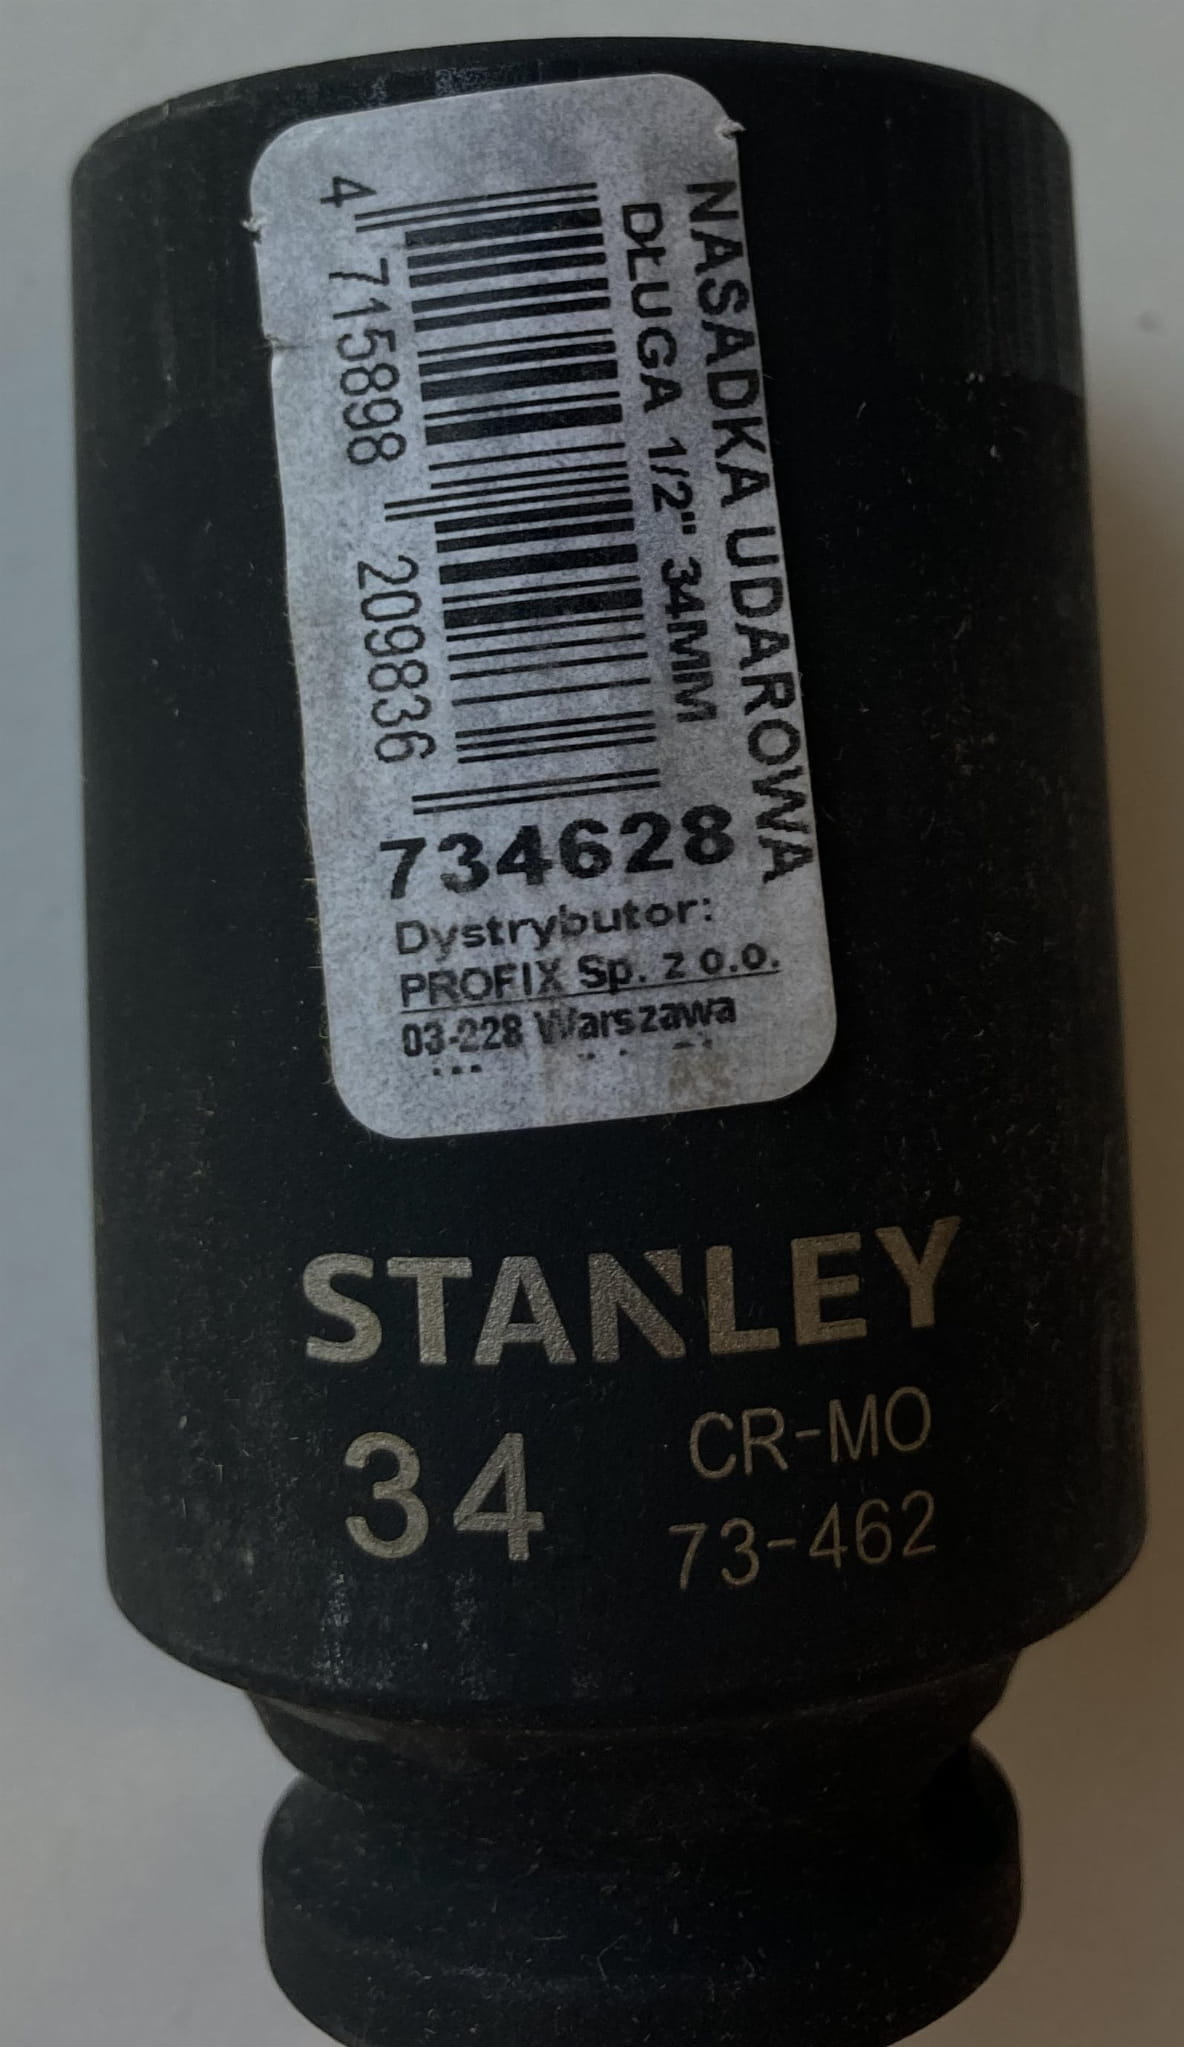 NASADKA UDAROWA
DŁUGA 1/2" 34MM
4 715898 209836
734628
Dystrybutor:
PROFIX Sp. z o.o.
03-228 Warszawa
STANLEY
34
CR-MO
73-462